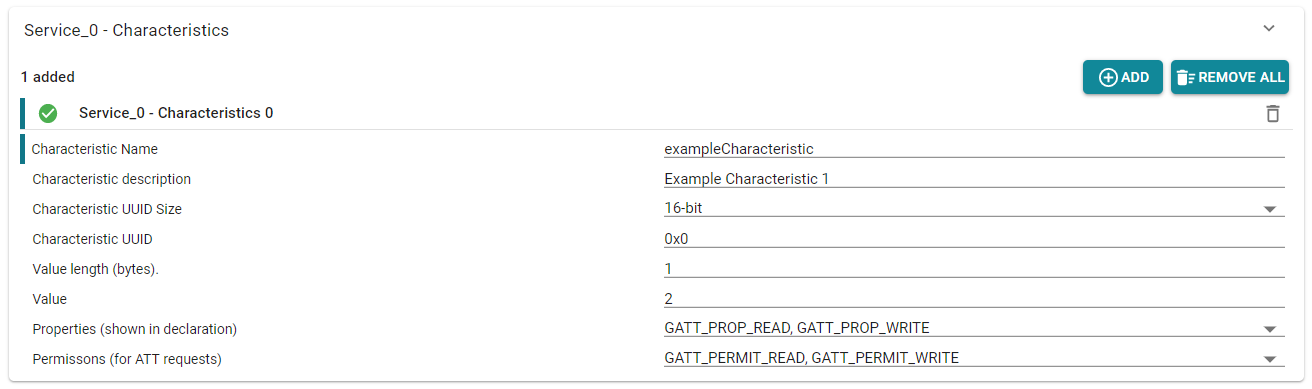 Service_0 - Characteristics
1 added
ADD
REMOVE ALL
Service_0 - Characteristics 0
Characteristic Name exampleCharacteristic
Characteristic description Example Characteristic 1
Characteristic UUID Size 16-bit
Characteristic UUID 0x0
Value length (bytes). 1
Value 2
Properties (shown in declaration) GATT_PROP_READ, GATT_PROP_WRITE
Permissons (for ATT requests) GATT_PERMIT_READ, GATT_PERMIT_WRITE